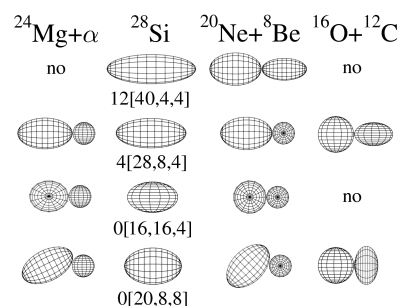 ²⁴Mg+α ²⁸Si ²⁰Ne+⁸Be ¹⁶O+¹²C
no no
12[40,4,4]
4[28,8,4]
no
0[16,16,4]
0[20,8,8]